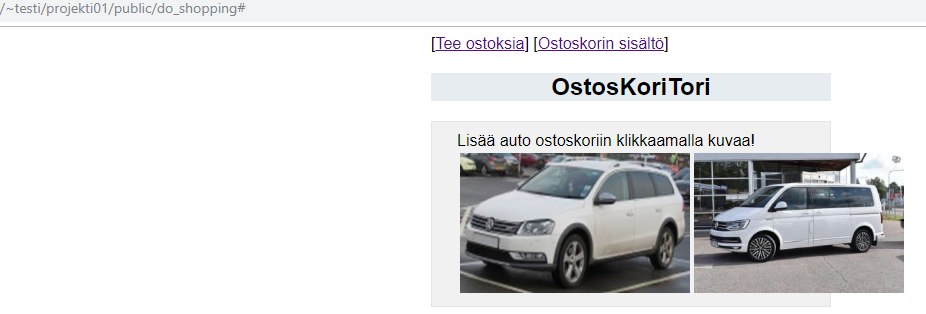 /~testi/projekti01/public/do_shopping#
[Tee ostoksia] [Ostoskorin sisältö]
OstosKoriTori
Lisää auto ostoskoriin klikkaamalla kuvaa!